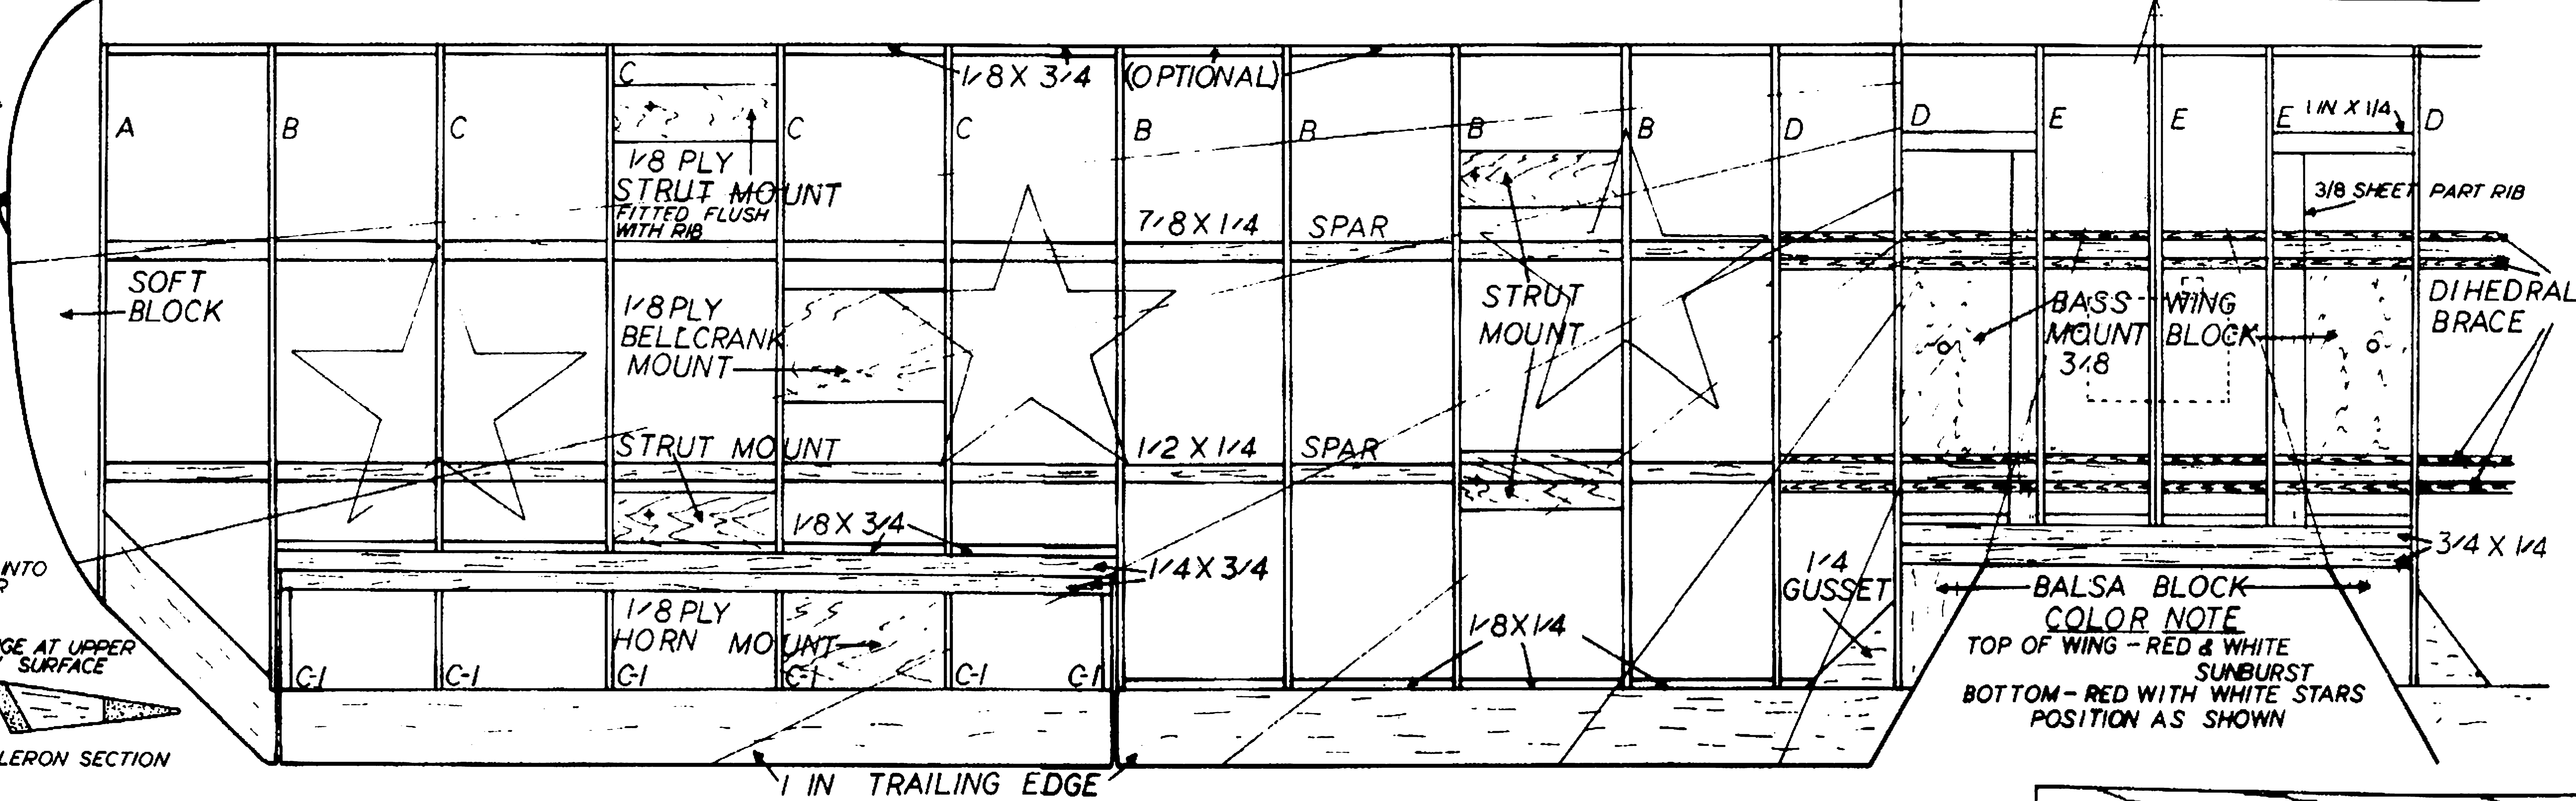 C
1/8 X 3/4
(OPTIONAL)
A
B
C
C
C
B
B
B
B
D
D
E
E
E
1 IN X 1/4
D
1/8 PLY
STRUT MOUNT
FITTED FLUSH
WITH RIB
3/8 SHEET PART RIB
7/8 X 1/4 SPAR
SOFT
BLOCK
1/8 PLY
BELLCRANK
MOUNT
STRUT
MOUNT
BASS WING
MOUNT BLOCK
3/8
DIHEDRAL
BRACE
STRUT MOUNT
1/2 X 1/4 SPAR
1/8 X 3/4
1/4 X 3/4
3/4 X 1/4
INTO
1/4
GUSSET
BALSA BLOCK
1/8 PLY
HORN MOUNT
1/8 X 1/4
COLOR NOTE
TOP OF WING - RED & WHITE
SUNBURST
BOTTOM - RED WITH WHITE STARS
POSITION AS SHOWN
GE AT UPPER
SURFACE
C-1
C-1
C-1
C-1
C-1
C-1
LERON SECTION
1 IN TRAILING EDGE